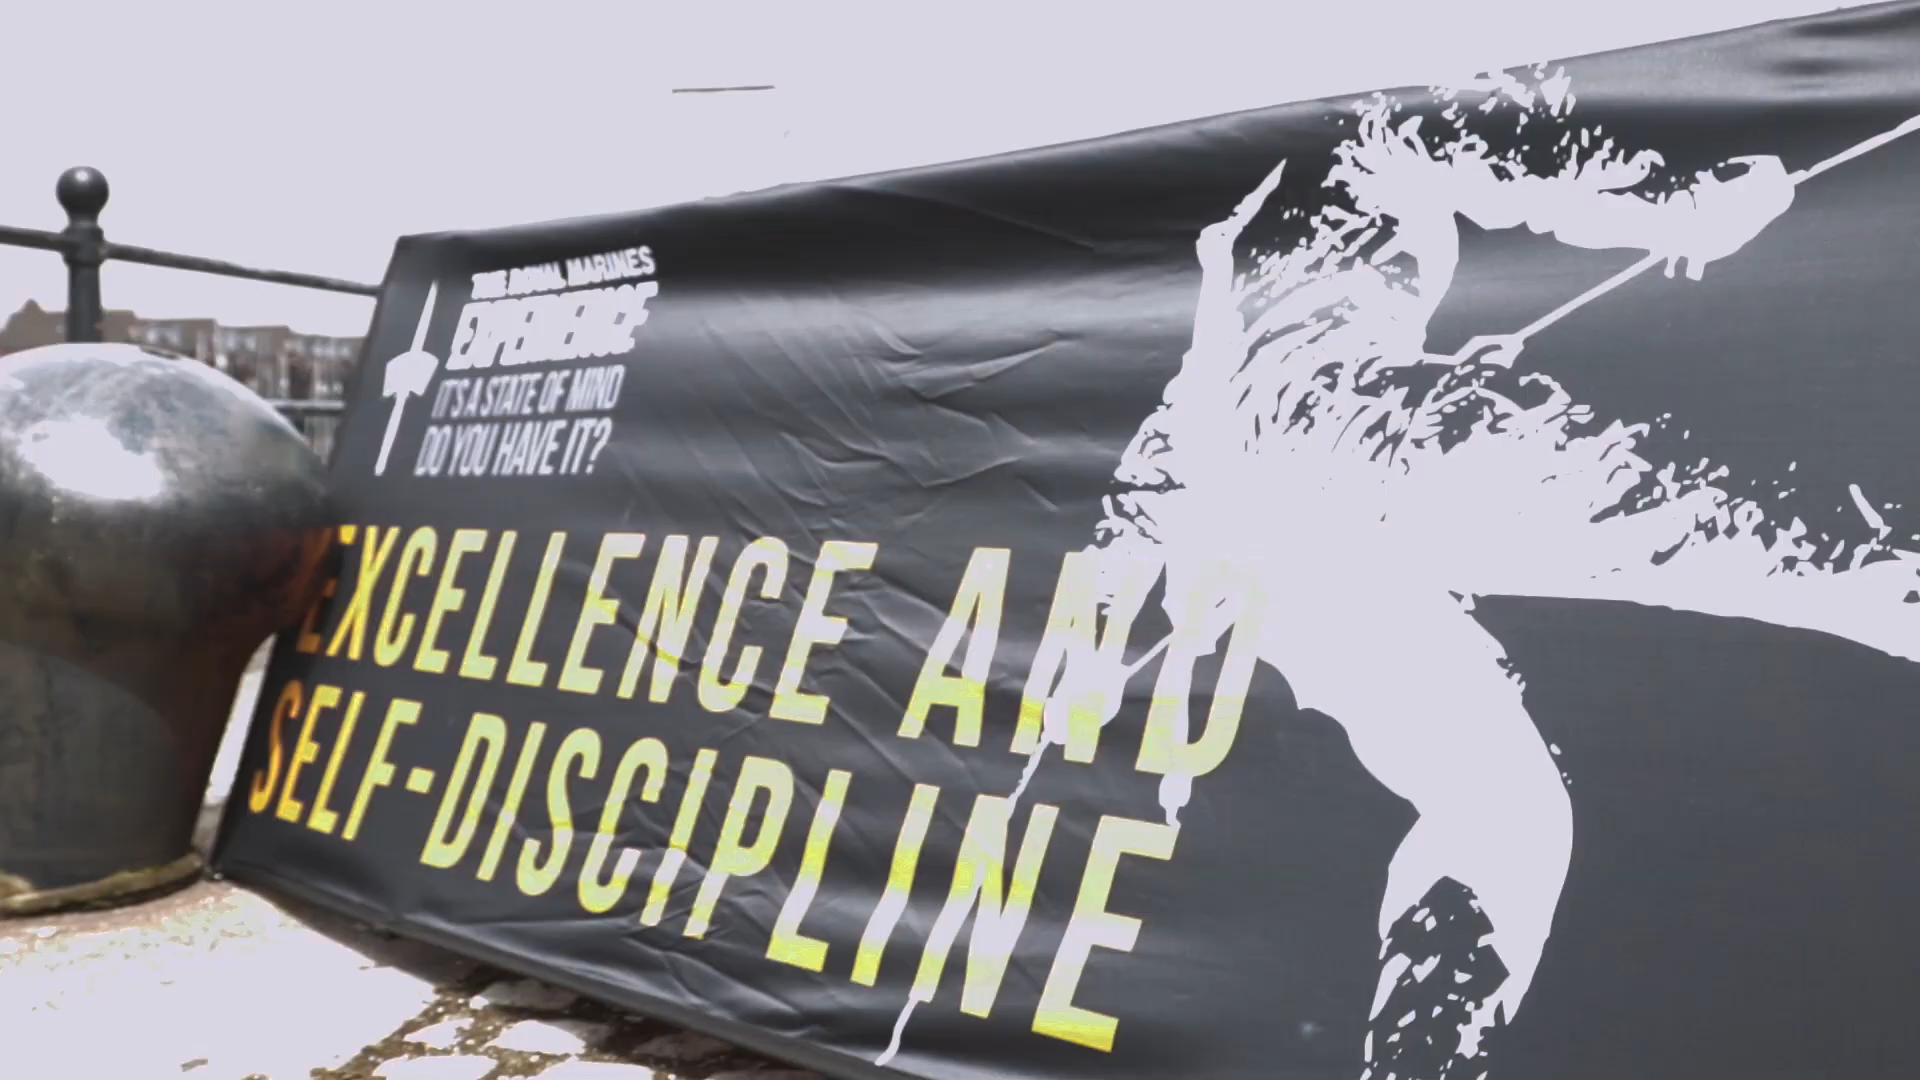 THE ROYAL MARINES
EXPERIENCE
IT'S A STATE OF MIND
DO YOU HAVE IT?
EXCELLENCE AND
SELF-DISCIPLINE